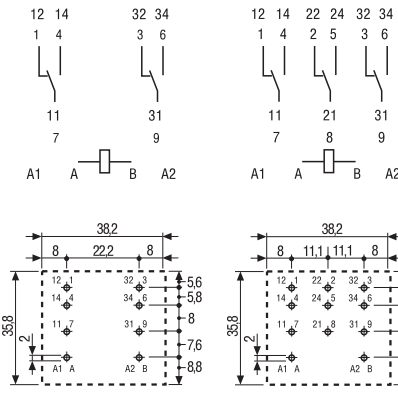 12 14 32 34 12 14 22 24 32 34
1 4 3 6 1 4 2 5 3 6
11 31 11 21 31
7 9 7 8 9
A1 A B A2 A1 A B A2
38,2 38,2
8 22,2 8 8 11,1 11,1 8
12 1 32 3 12 1 22 2 32 3
5,6
14 4 34 6 14 4 24 5 34 6
5,8
35,8 8 35,8
11 7 31 9 11 7 21 8 31 9
2 7,6 2
A1 A A2 B A1 A A2 B
8,8